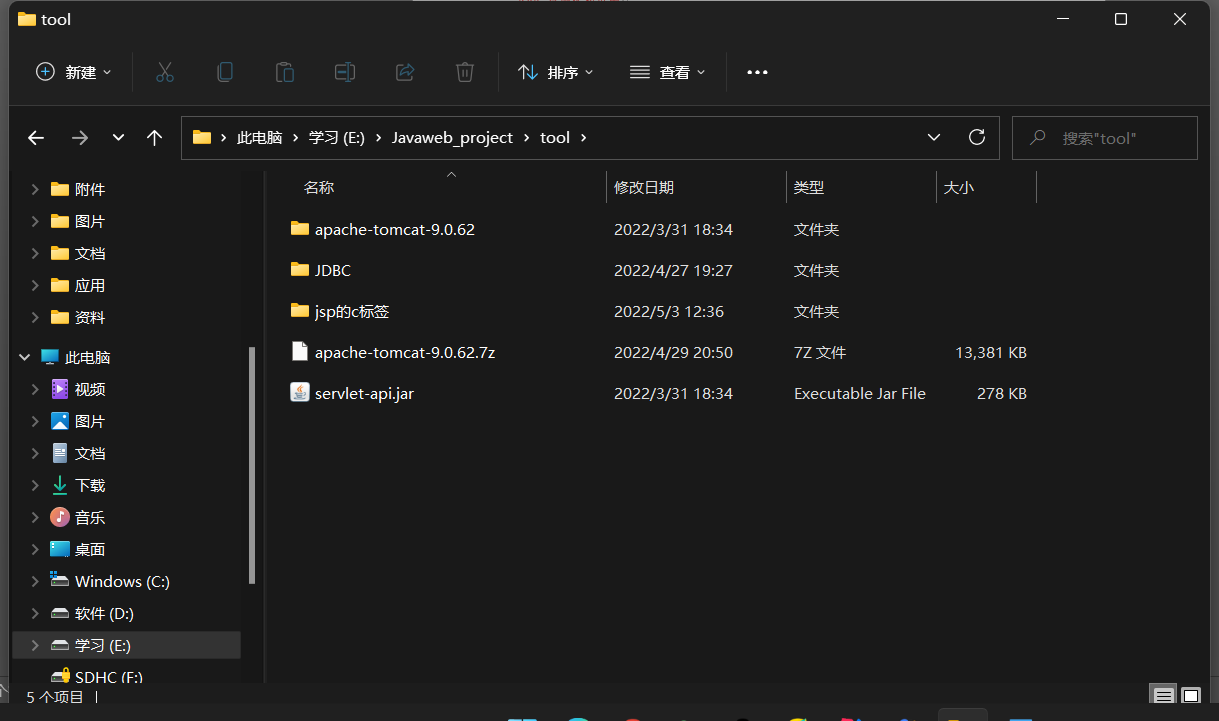 tool
新建
排序
查看
此电脑 学习 (E:) Javaweb_project tool
搜索"tool"
名称 修改日期 类型 大小
apache-tomcat-9.0.62 2022/3/31 18:34 文件夹
JDBC 2022/4/27 19:27 文件夹
jsp的c标签 2022/5/3 12:36 文件夹
apache-tomcat-9.0.62.7z 2022/4/29 20:50 7Z 文件 13,381 KB
servlet-api.jar 2022/3/31 18:34 Executable Jar File 278 KB
附件
图片
文档
应用
资料
此电脑
视频
图片
文档
下载
音乐
桌面
Windows (C:)
软件 (D:)
学习 (E:)
SDHC (F:)
5 个项目